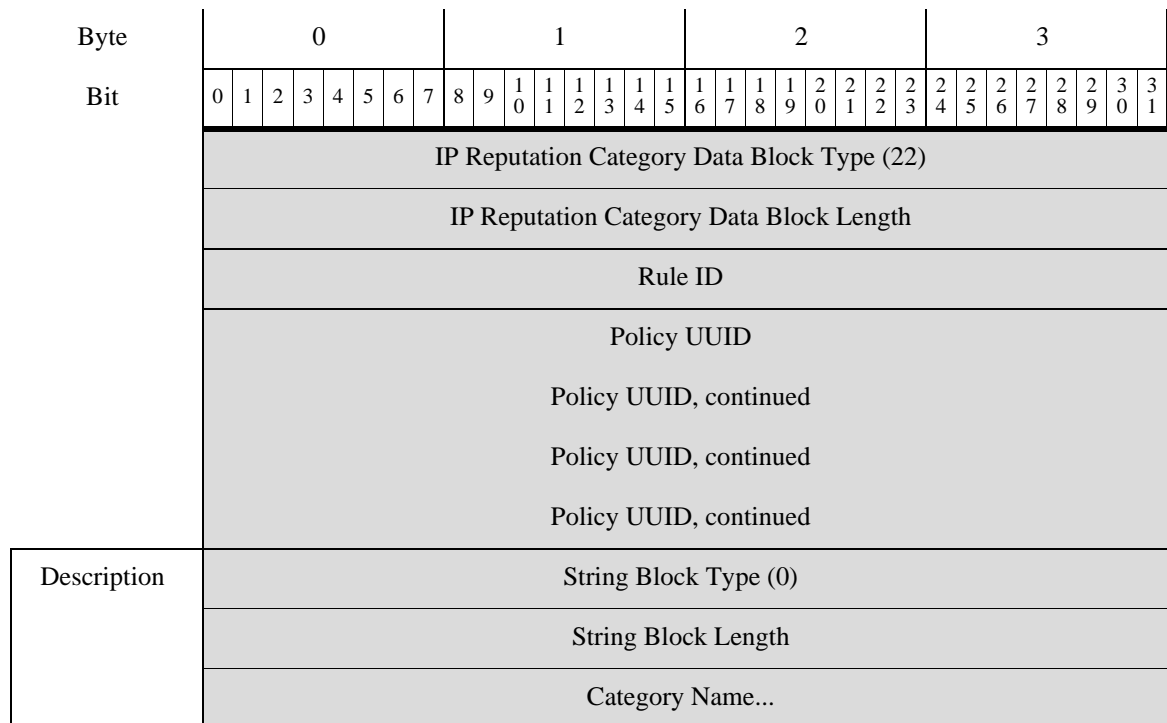 Byte 0 1 2 3
Bit 0 1 2 3 4 5 6 7 8 9 10 11 12 13 14 15 16 17 18 19 20 21 22 23 24 25 26 27 28 29 30 31
IP Reputation Category Data Block Type (22)
IP Reputation Category Data Block Length
Rule ID
Policy UUID
Policy UUID, continued
Policy UUID, continued
Policy UUID, continued
Description String Block Type (0)
String Block Length
Category Name...